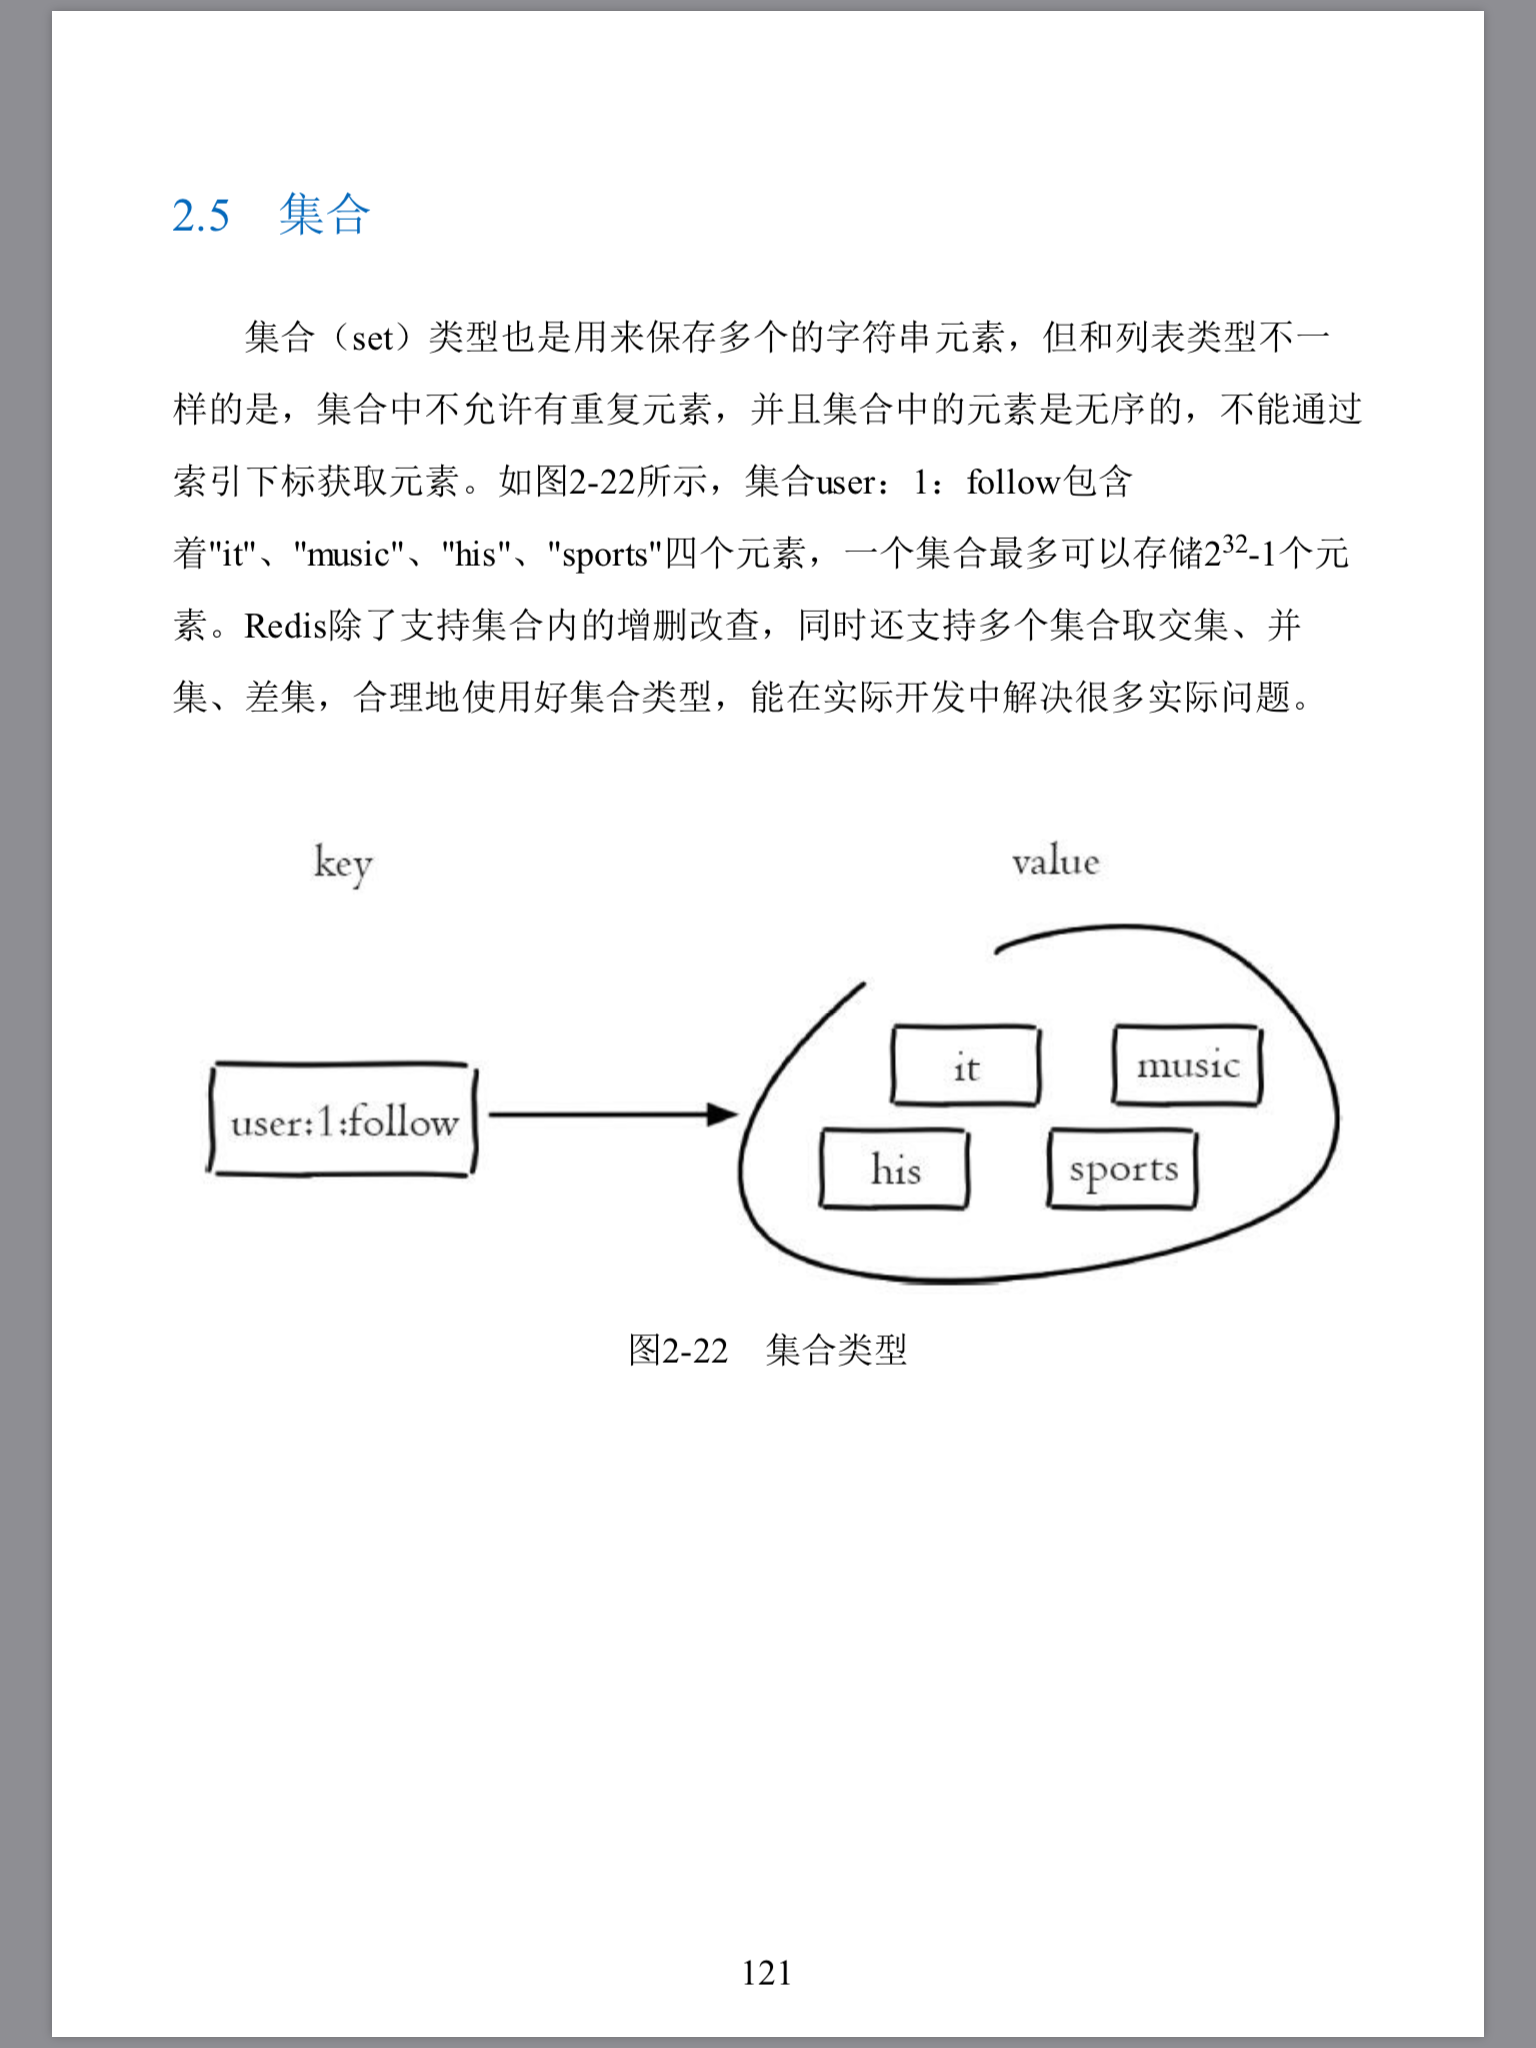 2.5 集合
集合（set）类型也是用来保存多个的字符串元素，但和列表类型不一
样的是，集合中不允许有重复元素，并且集合中的元素是无序的，不能通过
索引下标获取元素。如图2-22所示，集合user：1：follow包含
着"it"、"music"、"his"、"sports"四个元素，一个集合最多可以存储2³²-1个元
素。Redis除了支持集合内的增删改查，同时还支持多个集合取交集、并
集、差集，合理地使用好集合类型，能在实际开发中解决很多实际问题。
key
value
it
music
user:1:follow
his
sports
图2-22 集合类型
121